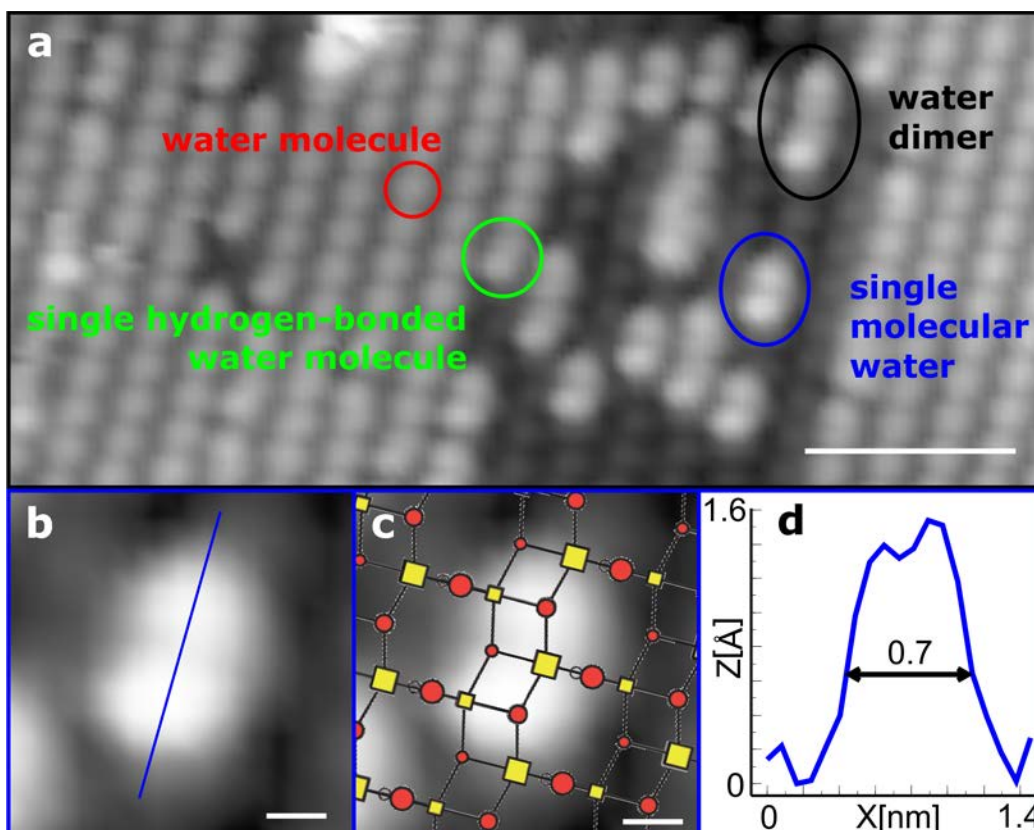 a
water
dimer
water molecule
single hydrogen-bonded
water molecule
single
molecular
water
b
c
d
1.6
Z[Å]
0.7
0
0
X[nm]
1.4